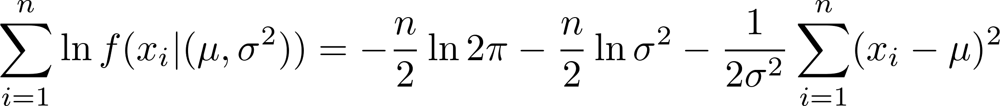 \sum_{i=1}^{n} \ln f(x_i|(\mu, \sigma^2)) = -\frac{n}{2} \ln 2\pi - \frac{n}{2} \ln \sigma^2 - \frac{1}{2\sigma^2} \sum_{i=1}^{n} (x_i - \mu)^2